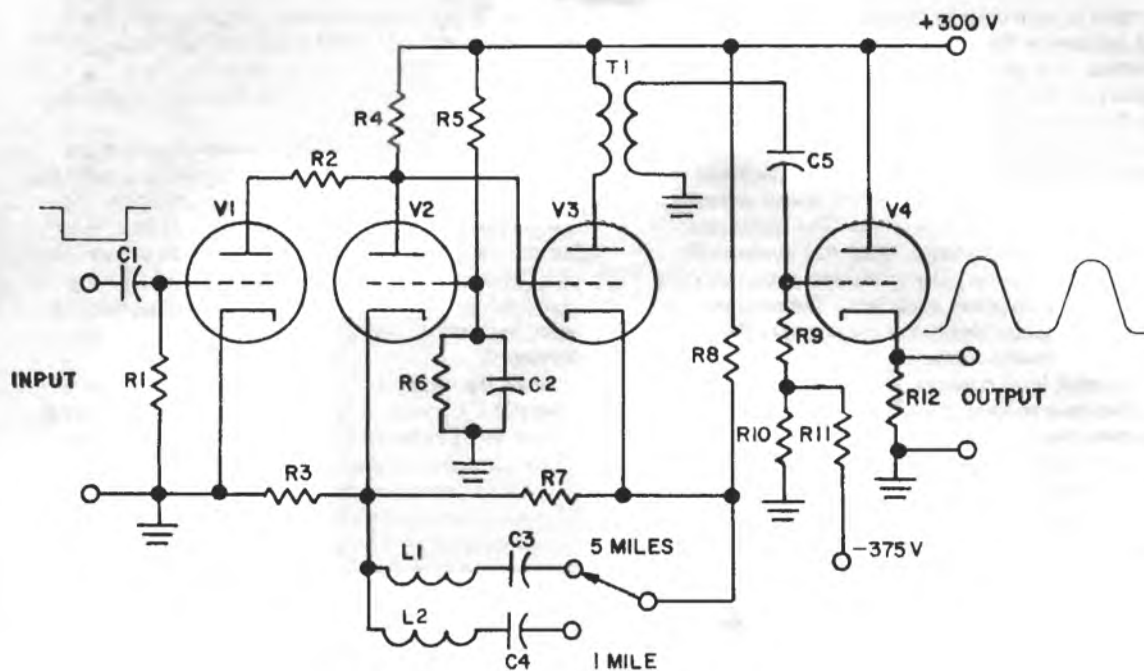 +300 V
T1
R4
R5
R2
C5
V1
V2
V3
V4
C1
R8
R9
INPUT
R1
R6
C2
R12
OUTPUT
R10
R11
R3
R7
-375 V
L1
C3
5 MILES
L2
C4
1 MILE